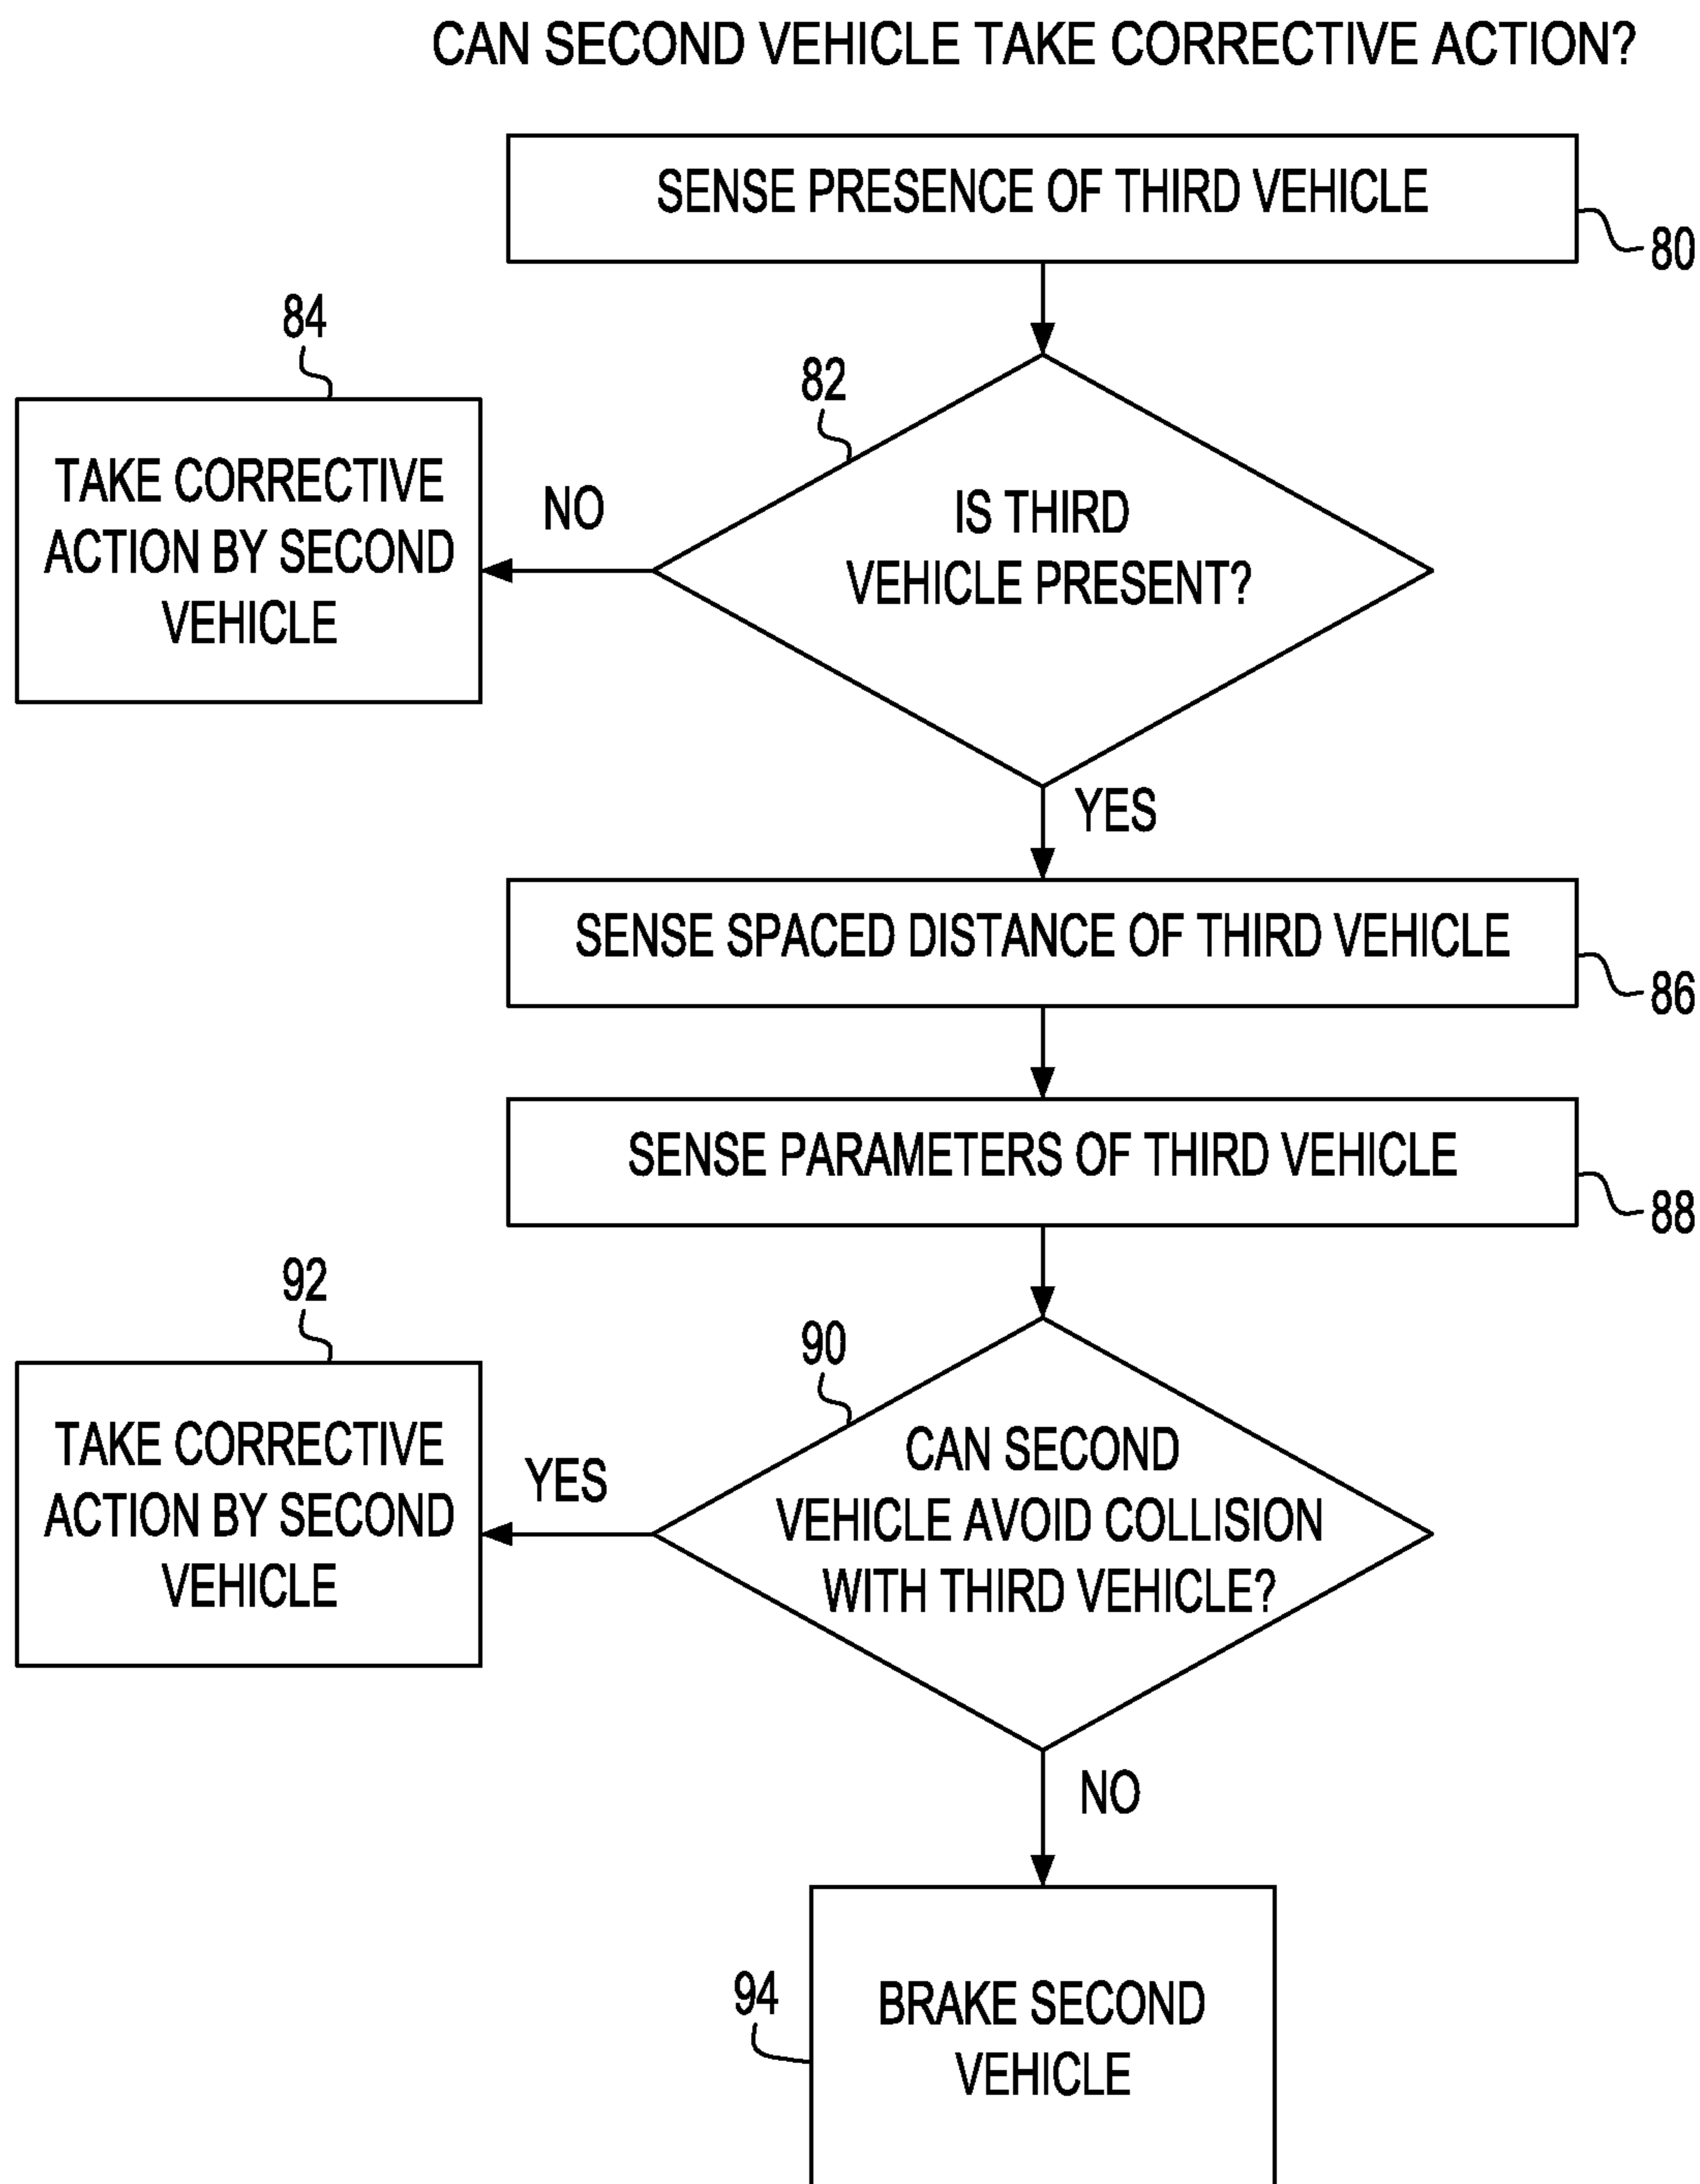 CAN SECOND VEHICLE TAKE CORRECTIVE ACTION?
SENSE PRESENCE OF THIRD VEHICLE
80
84
82
TAKE CORRECTIVE
ACTION BY SECOND
VEHICLE
NO
IS THIRD
VEHICLE PRESENT?
YES
SENSE SPACED DISTANCE OF THIRD VEHICLE
86
SENSE PARAMETERS OF THIRD VEHICLE
88
92
90
TAKE CORRECTIVE
ACTION BY SECOND
VEHICLE
YES
CAN SECOND
VEHICLE AVOID COLLISION
WITH THIRD VEHICLE?
NO
94
BRAKE SECOND
VEHICLE